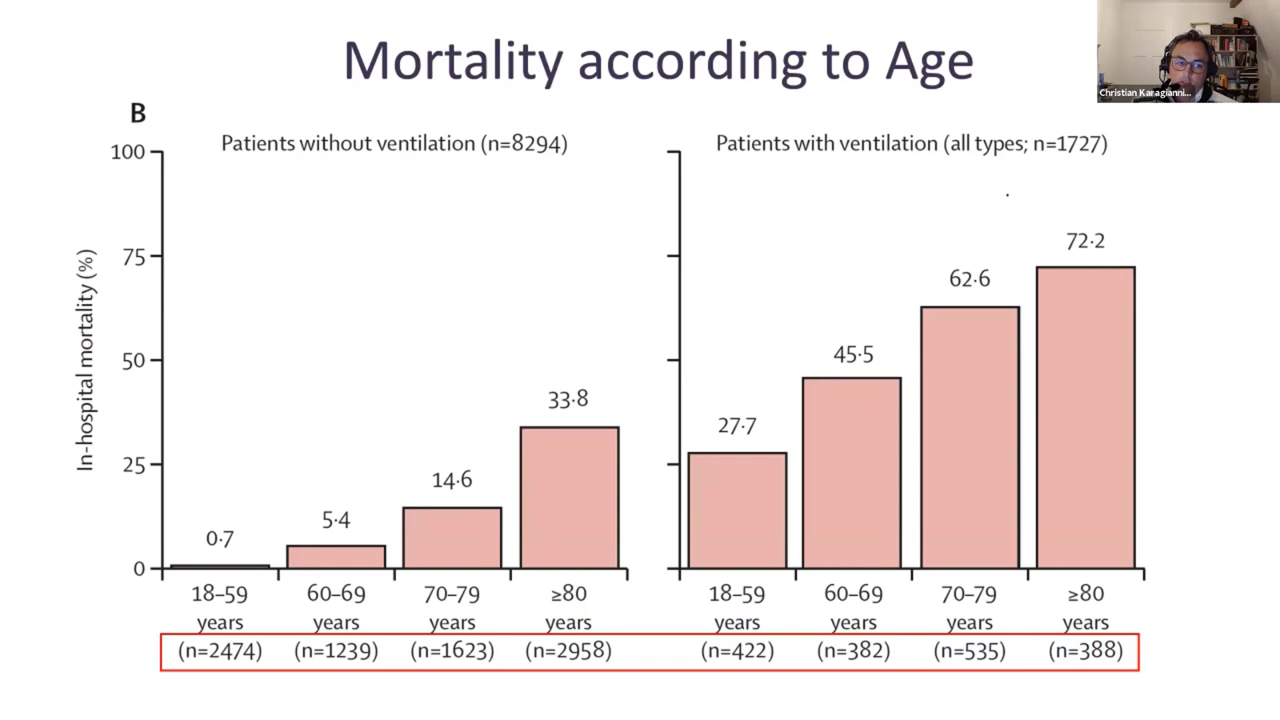 Mortality according to Age
Christian Karagianni...
B
Patients without ventilation (n=8294)
Patients with ventilation (all types; n=1727)
In-hospital mortality (%)
100
75
50
25
0
0·7
5·4
14·6
33·8
27·7
45·5
62·6
72·2
18–59 years (n=2474)
60–69 years (n=1239)
70–79 years (n=1623)
≥80 years (n=2958)
18–59 years (n=422)
60–69 years (n=382)
70–79 years (n=535)
≥80 years (n=388)